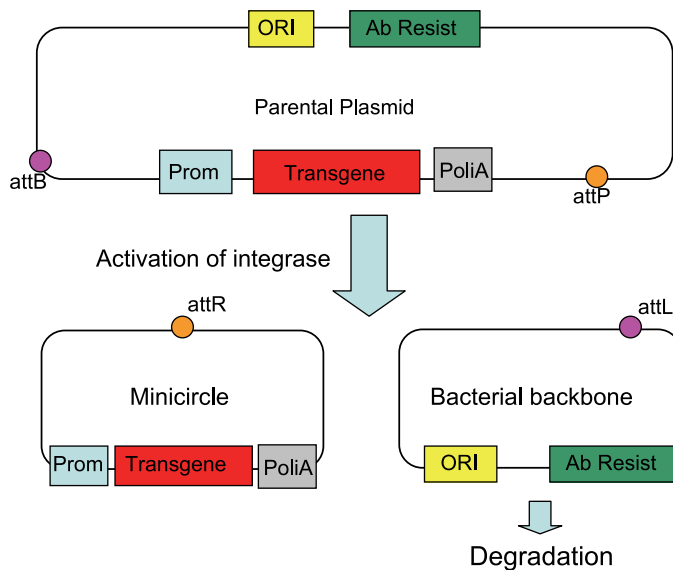 ORI
Ab Resist
Parental Plasmid
attB
Prom
Transgene
PoliA
attP
Activation of integrase
attR
attL
Minicircle
Bacterial backbone
Prom
Transgene
PoliA
ORI
Ab Resist
Degradation